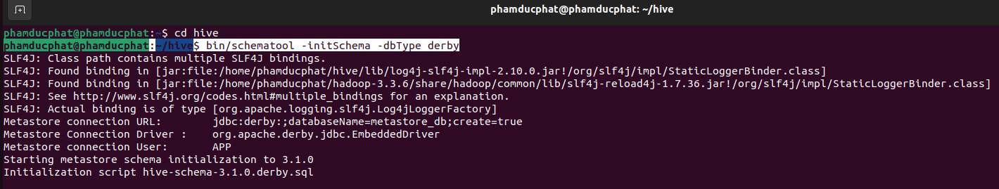 phamducphat@phamducphat: ~/hive
phamducphat@phamducphat:~$ cd hive
phamducphat@phamducphat:~/hive$ bin/schematool -initSchema -dbType derby
SLF4J: Class path contains multiple SLF4J bindings.
SLF4J: Found binding in [jar:file:/home/phamducphat/hive/lib/log4j-slf4j-impl-2.10.0.jar!/org/slf4j/impl/StaticLoggerBinder.class]
SLF4J: Found binding in [jar:file:/home/phamducphat/hadoop-3.3.6/share/hadoop/common/lib/slf4j-reload4j-1.7.36.jar!/org/slf4j/impl/StaticLoggerBinder.class]
SLF4J: See http://www.slf4j.org/codes.html#multiple_bindings for an explanation.
SLF4J: Actual binding is of type [org.apache.logging.slf4j.Log4jLoggerFactory]
Metastore connection URL:        jdbc:derby:;databaseName=metastore_db;create=true
Metastore Connection Driver :    org.apache.derby.jdbc.EmbeddedDriver
Metastore connection User:       APP
Starting metastore schema initialization to 3.1.0
Initialization script hive-schema-3.1.0.derby.sql